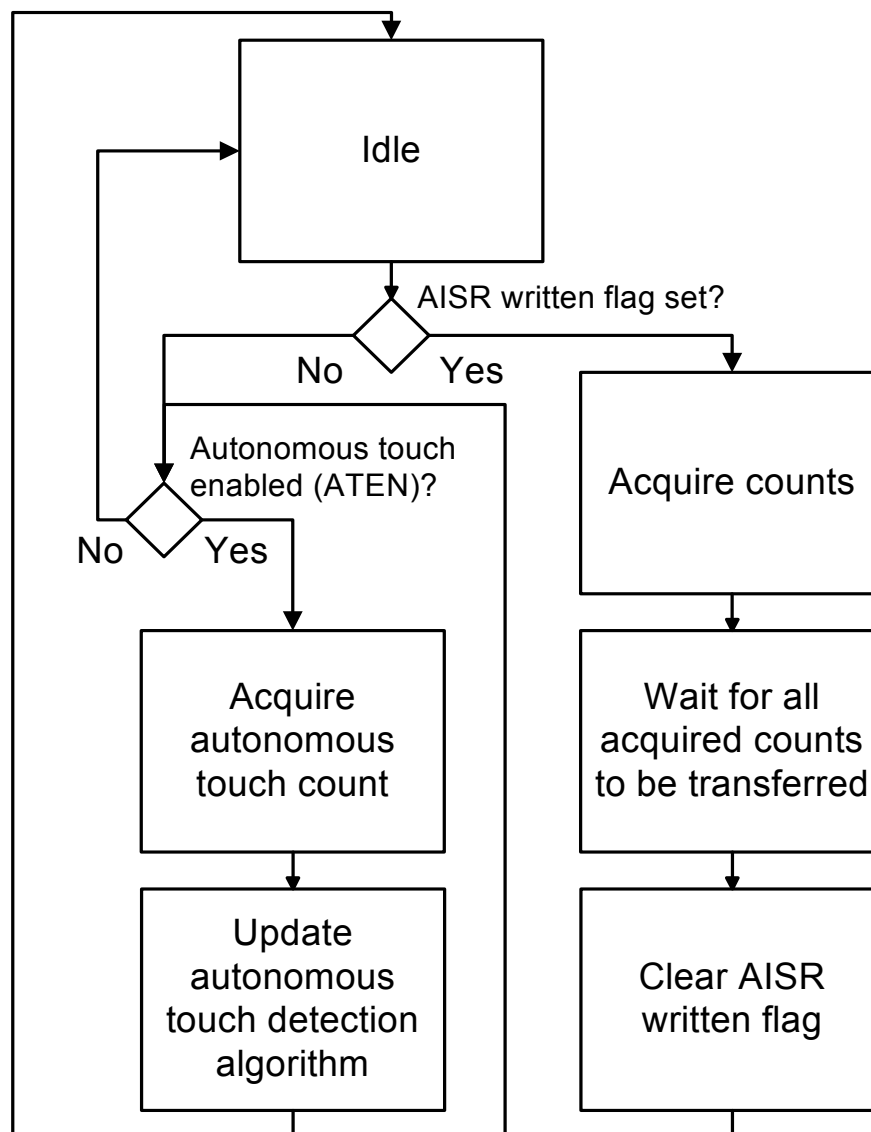 Idle
AISR written flag set?
No
Yes
Autonomous touch
enabled (ATEN)?
No
Yes
Acquire counts
Acquire
autonomous
touch count
Wait for all
acquired counts
to be transferred
Update
autonomous
touch detection
algorithm
Clear AISR
written flag